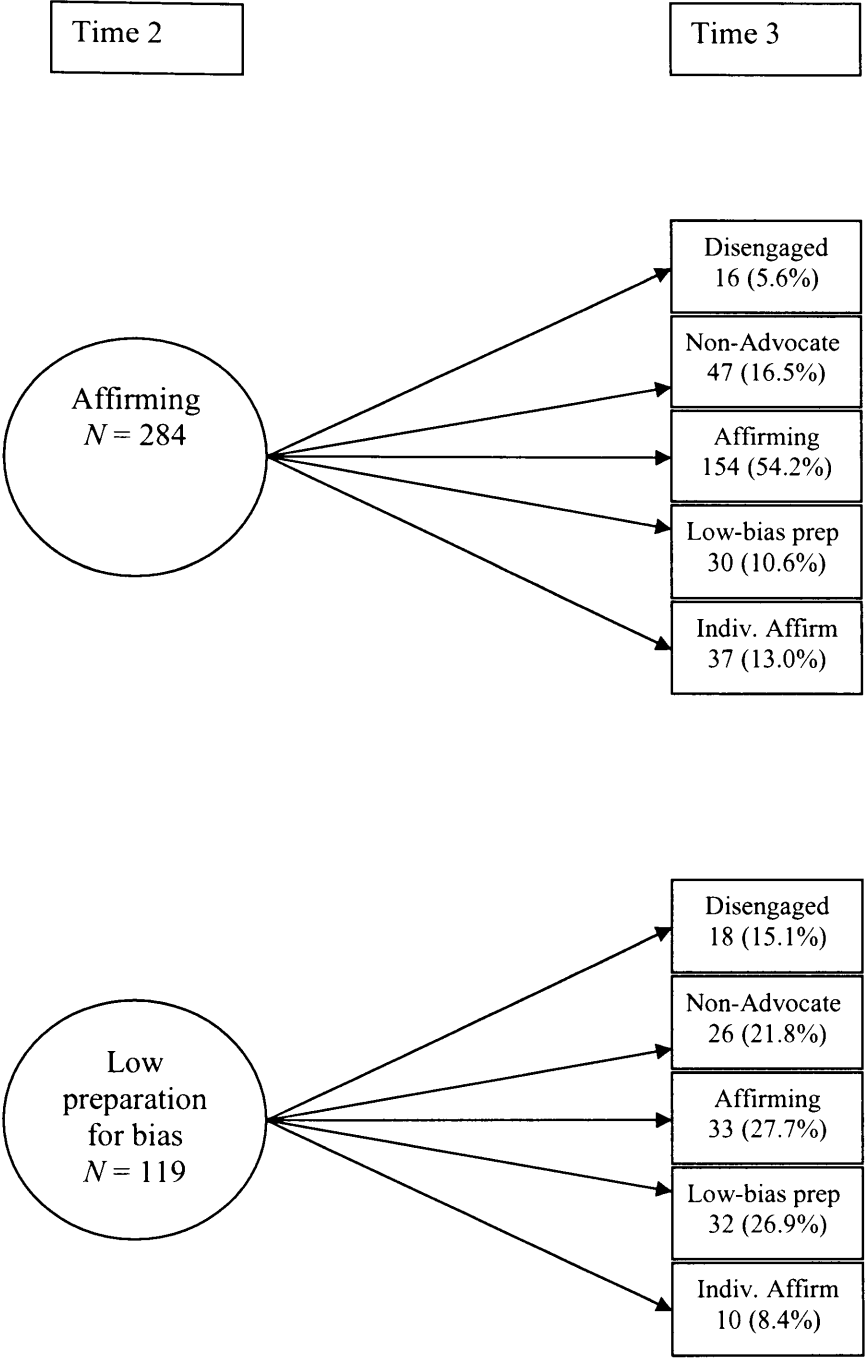 Time 2
Time 3
Affirming
N = 284
Disengaged
16 (5.6%)
Non-Advocate
47 (16.5%)
Affirming
154 (54.2%)
Low-bias prep
30 (10.6%)
Indiv. Affirm
37 (13.0%)
Low
preparation
for bias
N = 119
Disengaged
18 (15.1%)
Non-Advocate
26 (21.8%)
Affirming
33 (27.7%)
Low-bias prep
32 (26.9%)
Indiv. Affirm
10 (8.4%)